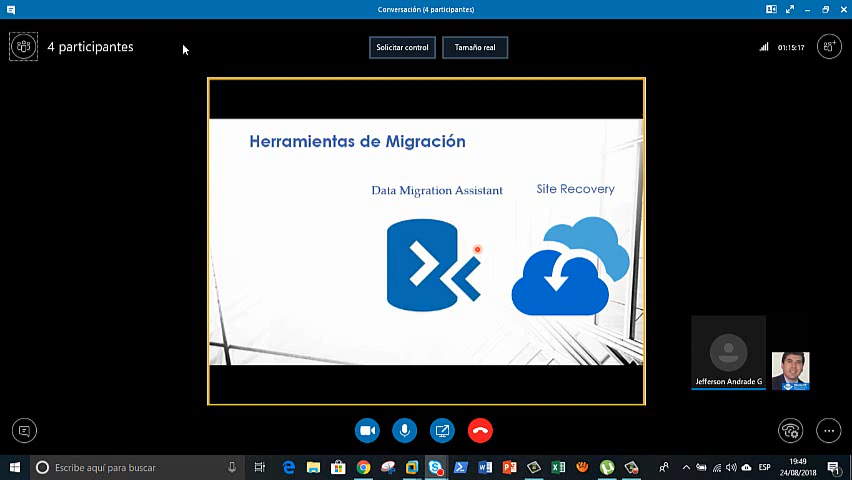 Conversación (4 participantes)
4 participantes
Solicitar control
Tamaño real
01:15:17
Herramientas de Migración
Data Migration Assistant
Site Recovery
Jefferson Andrade G
Escribe aquí para buscar
ESP
19:49
24/08/2018